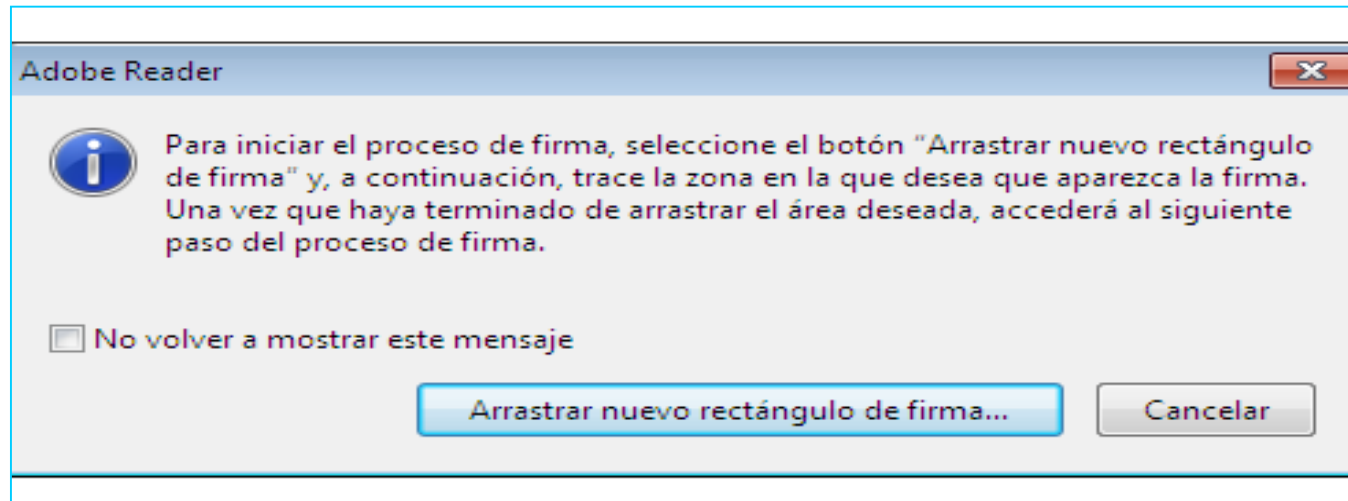 Adobe Reader
Para iniciar el proceso de firma, seleccione el botón “Arrastrar nuevo rectángulo
de firma” y, a continuación, trace la zona en la que desea que aparezca la firma.
Una vez que haya terminado de arrastrar el área deseada, accederá al siguiente
paso del proceso de firma.
No volver a mostrar este mensaje
Arrastrar nuevo rectángulo de firma...
Cancelar